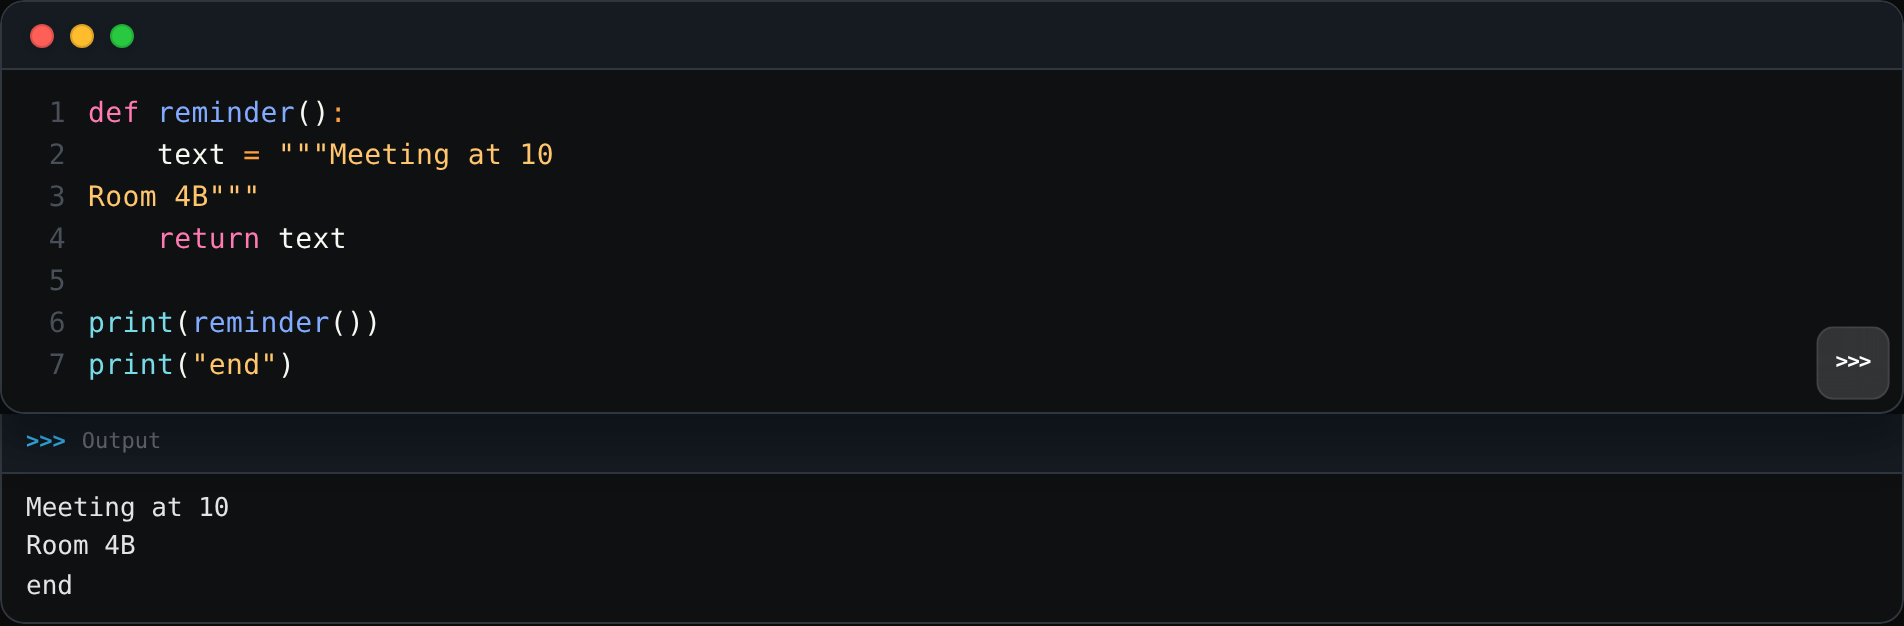 1 def reminder():
2     text = """Meeting at 10
3 Room 4B"""
4     return text
5
6 print(reminder())
7 print("end")
>>>
>>> Output
Meeting at 10
Room 4B
end